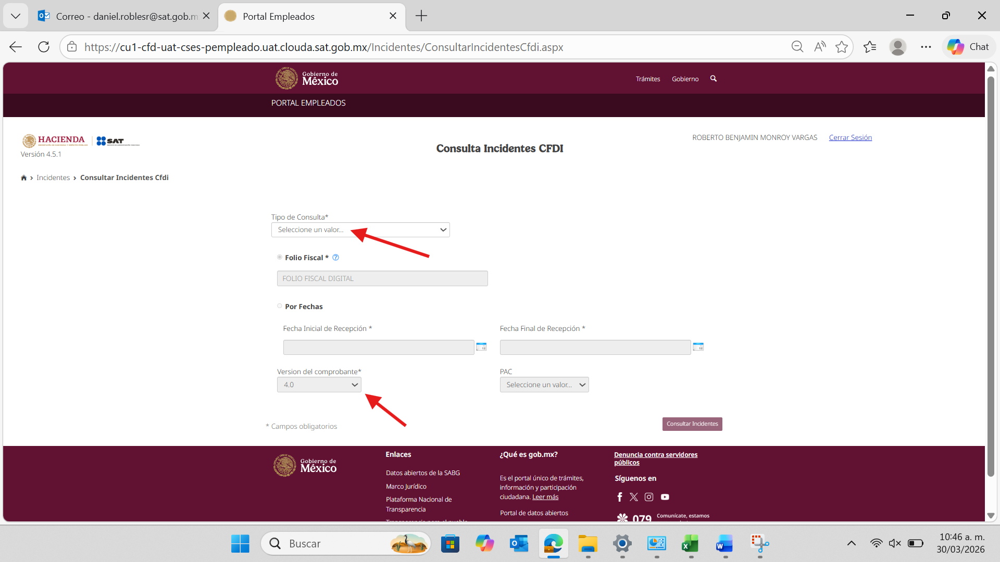 Correo - daniel.roblesr@sat.gob.m
Portal Empleados
https://cu1-cfd-uat-cses-pempleado.uat.clouda.sat.gob.mx/Incidentes/ConsultarIncidentesCfdi.aspx
Chat
Gobierno de
México
Trámites
Gobierno
PORTAL EMPLEADOS
HACIENDA
SAT
Versión 4.5.1
ROBERTO BENJAMIN MONROY VARGAS
Cerrar Sesión
Consulta Incidentes CFDI
Incidentes
Consultar Incidentes Cfdi
Tipo de Consulta*
Seleccione un valor...
Folio Fiscal *
FOLIO FISCAL DIGITAL
Por Fechas
Fecha Inicial de Recepción *
Fecha Final de Recepción *
Version del comprobante*
PAC
4.0
Seleccione un valor...
* Campos obligatorios
Consultar Incidentes
Gobierno de
México
Enlaces
Datos abiertos de la SABG
Marco Jurídico
Plataforma Nacional de
Transparencia
¿Qué es gob.mx?
Es el portal único de trámites,
información y participación
ciudadana. Leer más
Portal de datos abiertos
Denuncia contra servidores
públicos
Síguenos en
079
Comunícate, estamos
Buscar
10:46 a. m.
30/03/2026